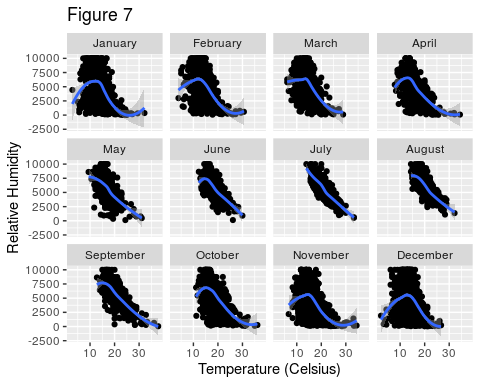 Figure 7
January February March April
10000
7500
5000
2500
0
-2500
May June July August
10000
7500
5000
2500
0
-2500
September October November December
10000
7500
5000
2500
0
-2500
10 20 30 10 20 30 10 20 30 10 20 30
Relative Humidity
Temperature (Celsius)